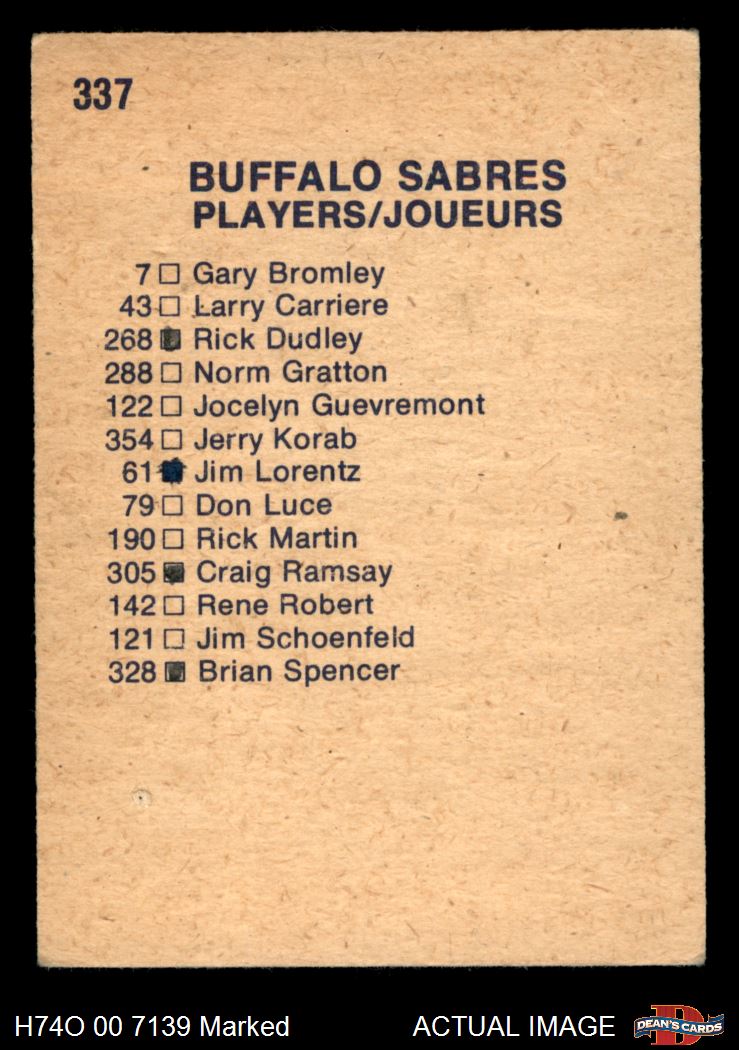 337
BUFFALO SABRES
PLAYERS/JOUEURS
7 □ Gary Bromley
43 □ Larry Carriere
268 ■ Rick Dudley
288 □ Norm Gratton
122 □ Jocelyn Guevremont
354 □ Jerry Korab
61 ■ Jim Lorentz
79 □ Don Luce
190 □ Rick Martin
305 ■ Craig Ramsay
142 □ Rene Robert
121 □ Jim Schoenfeld
328 ■ Brian Spencer
H74O 00 7139 Marked ACTUAL IMAGE
D
DEAN'S CARDS